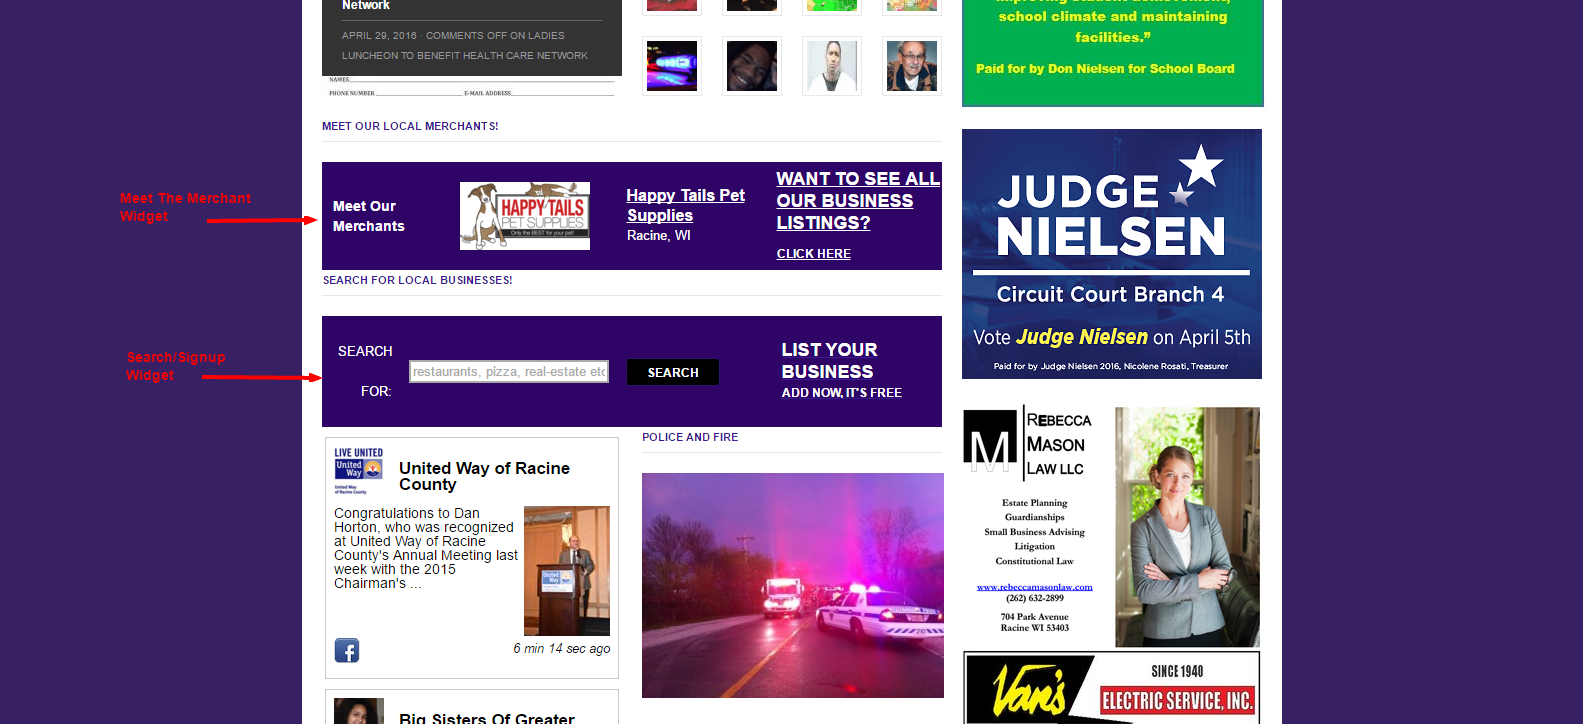 Network
APRIL 29, 2016 · COMMENTS OFF ON LADIES
LUNCHEON TO BENEFIT HEALTH CARE NETWORK
NAMES
PHONE NUMBER E-MAIL ADDRESS
school climate and maintaining
facilities.”
Paid for by Don Nielsen for School Board
MEET OUR LOCAL MERCHANTS!
Meet The Merchant
Widget
Meet Our
Merchants
HAPPY TAILS
PET SUPPLIES
Only the BEST for your pet!
Happy Tails Pet
Supplies
Racine, WI
WANT TO SEE ALL
OUR BUSINESS
LISTINGS?
CLICK HERE
SEARCH FOR LOCAL BUSINESSES!
Search/Signup
Widget
SEARCH
FOR:
restaurants, pizza, real-estate etc
SEARCH
LIST YOUR
BUSINESS
ADD NOW, IT'S FREE
JUDGE
NIELSEN
Circuit Court Branch 4
Vote Judge Nielsen on April 5th
Paid for by Judge Nielsen 2016, Nicolene Rosati, Treasurer
LIVE UNITED
United
Way
United Way
of Racine County
United Way of Racine
County
Congratulations to Dan
Horton, who was recognized
at United Way of Racine
County's Annual Meeting last
week with the 2015
Chairman's ...
6 min 14 sec ago
Big Sisters Of Greater
POLICE AND FIRE
M
REBECCA
MASON
LAW LLC
Estate Planning
Guardianships
Small Business Advising
Litigation
Constitutional Law
www.rebeccamasonlaw.com
(262) 632-2899
704 Park Avenue
Racine WI 53403
Van's
SINCE 1940
ELECTRIC SERVICE, INC.